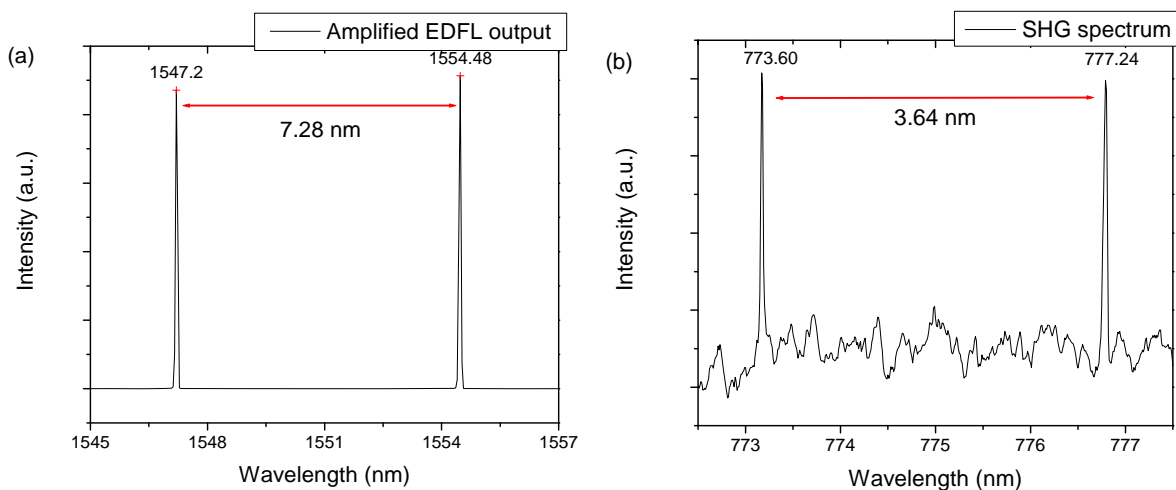 (a)
Amplified EDFL output
1547.2
1554.48
7.28 nm
Intensity (a.u.)
1545
1548
1551
1554
1557
Wavelength (nm)
(b)
SHG spectrum
773.60
777.24
3.64 nm
Intensity (a.u.)
773
774
775
776
777
Wavelength (nm)